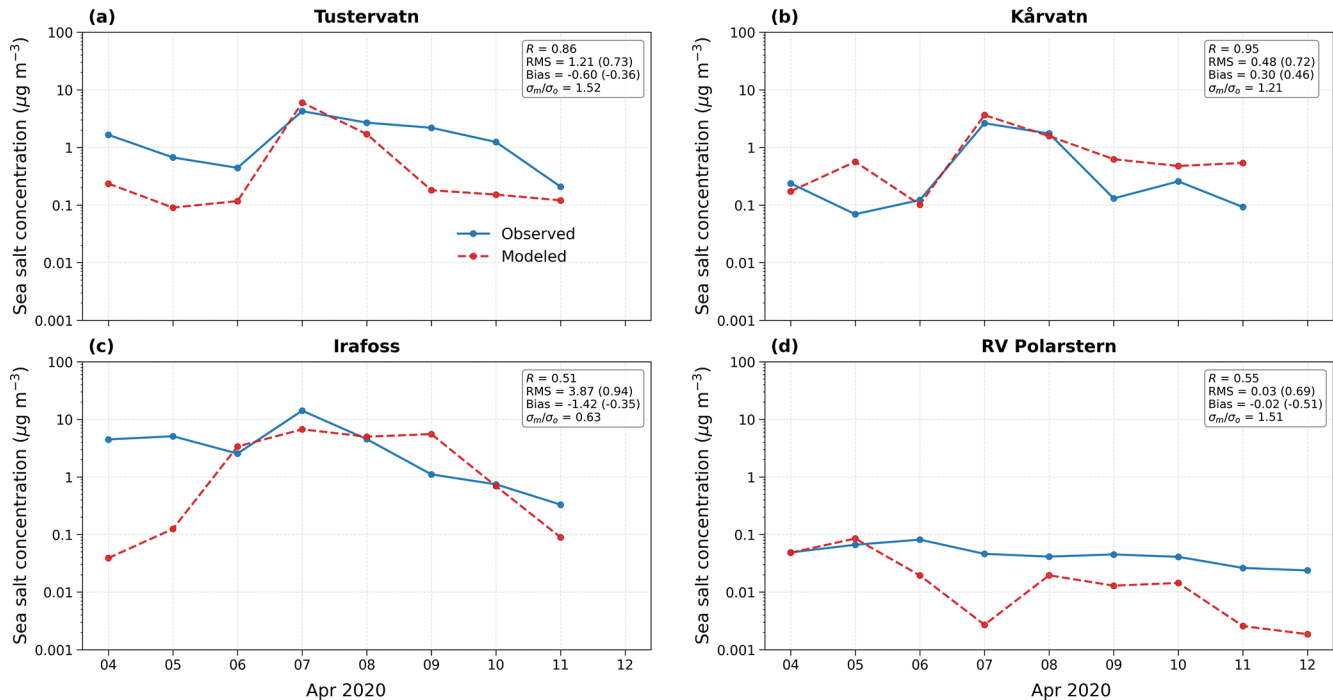 (a)
Tustervatn
Sea salt concentration (μg m⁻³)
100
10
1
0.1
0.01
0.001
R = 0.86
RMS = 1.21 (0.73)
Bias = -0.60 (-0.36)
σm/σo = 1.52
Observed
Modeled
(b)
Kårvatn
Sea salt concentration (μg m⁻³)
100
10
1
0.1
0.01
0.001
R = 0.95
RMS = 0.48 (0.72)
Bias = 0.30 (0.46)
σm/σo = 1.21
(c)
Irafoss
Sea salt concentration (μg m⁻³)
100
10
1
0.1
0.01
0.001
R = 0.51
RMS = 3.87 (0.94)
Bias = -1.42 (-0.35)
σm/σo = 0.63
04 05 06 07 08 09 10 11 12
Apr 2020
(d)
RV Polarstern
Sea salt concentration (μg m⁻³)
100
10
1
0.1
0.01
0.001
R = 0.55
RMS = 0.03 (0.69)
Bias = -0.02 (-0.51)
σm/σo = 1.51
04 05 06 07 08 09 10 11 12
Apr 2020